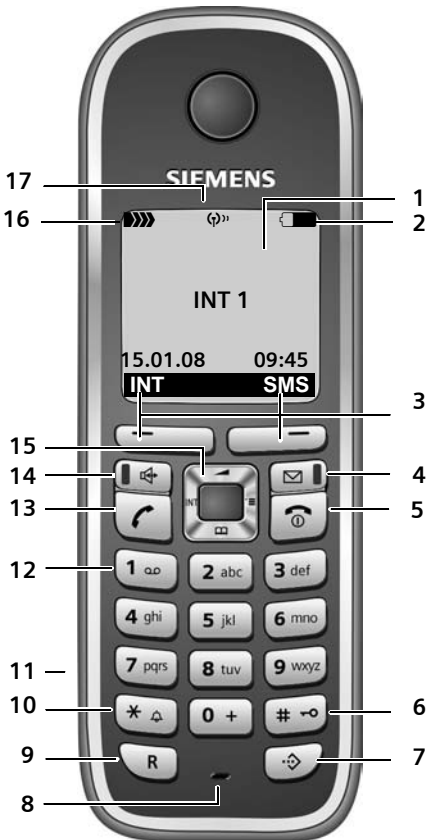 SIEMENS
17
16
1
2
INT 1
15.01.08 09:45
INT SMS
3
15
14
INT
4
13
5
12
1
2 abc
3 def
4 ghi
5 jkl
6 mno
11
7 pqrs
8 tuv
9 wxyz
10
*
0 +
#
6
9
R
7
8